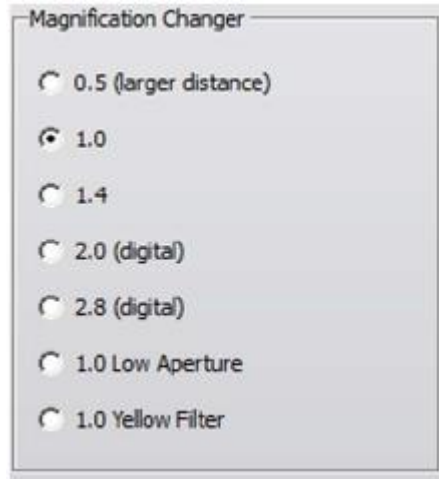 Magnification Changer
0.5 (larger distance)
1.0
1.4
2.0 (digital)
2.8 (digital)
1.0 Low Aperture
1.0 Yellow Filter